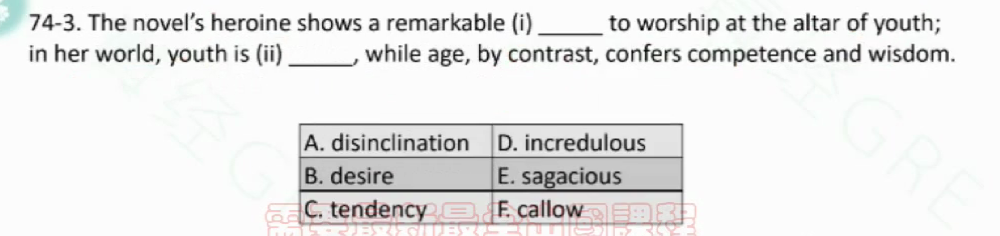 74-3. The novel's heroine shows a remarkable (i) _____ to worship at the altar of youth;
in her world, youth is (ii) _____, while age, by contrast, confers competence and wisdom.
A. disinclination D. incredulous
B. desire E. sagacious
C. tendency F. callow
GRE